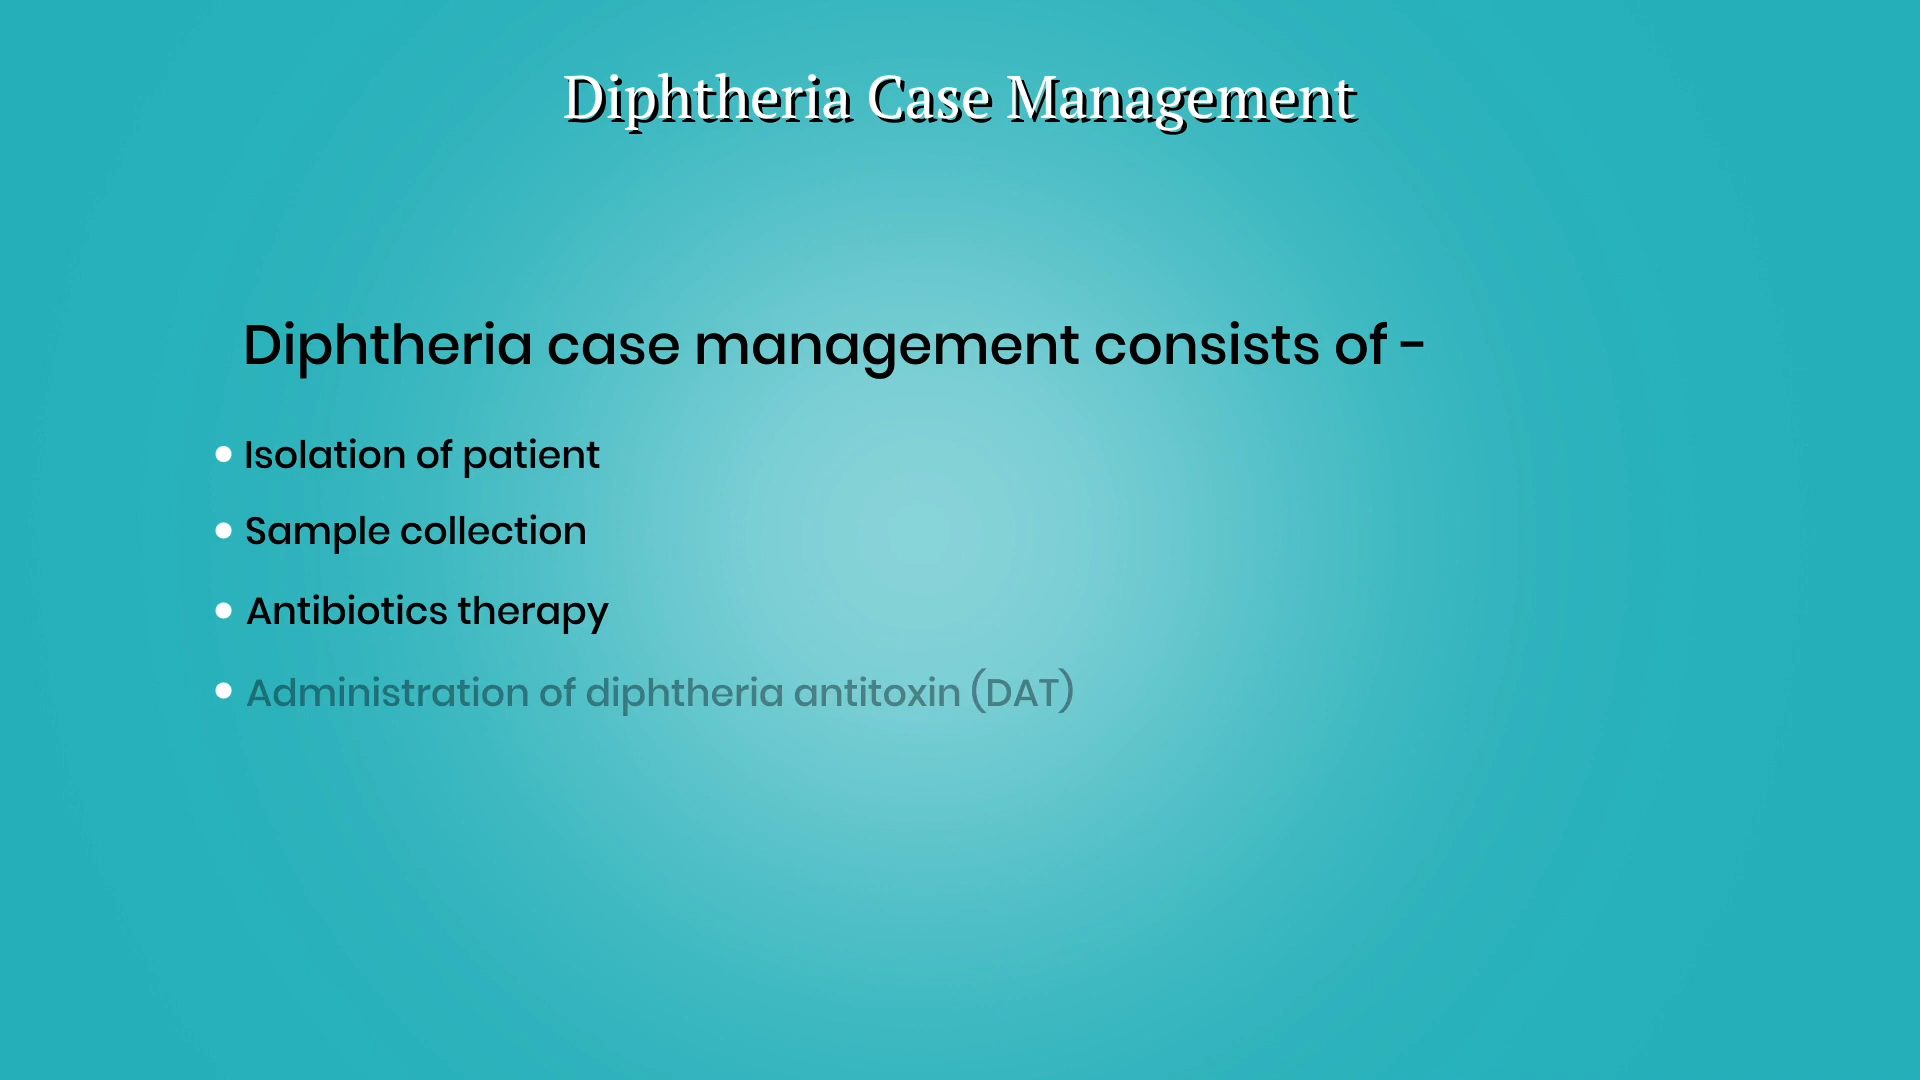 Diphtheria Case Management
Diphtheria case management consists of -
• Isolation of patient
• Sample collection
• Antibiotics therapy
• Administration of diphtheria antitoxin (DAT)